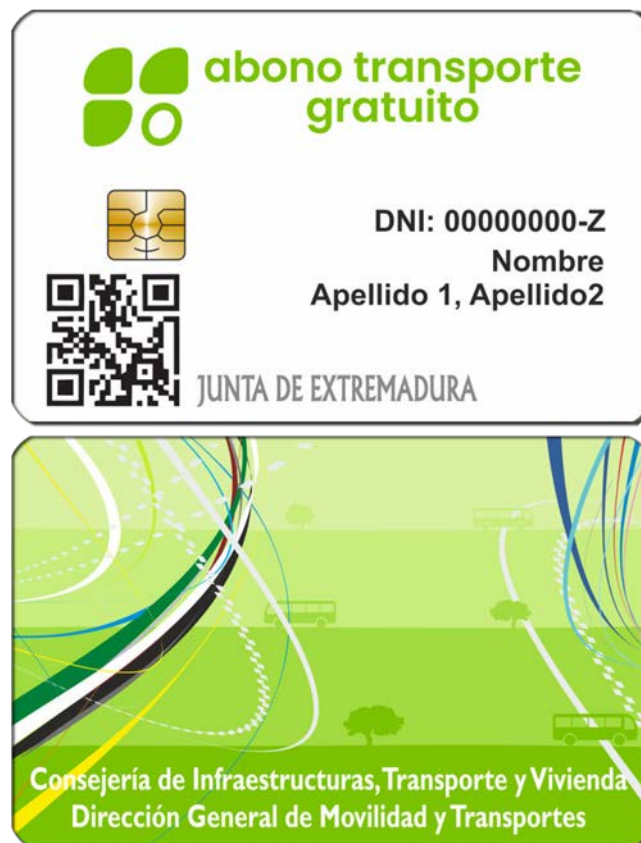 abono transporte
gratuito
DNI: 00000000-Z
Nombre
Apellido 1, Apellido2
JUNTA DE EXTREMADURA
Consejería de Infraestructuras, Transporte y Vivienda
Dirección General de Movilidad y Transportes